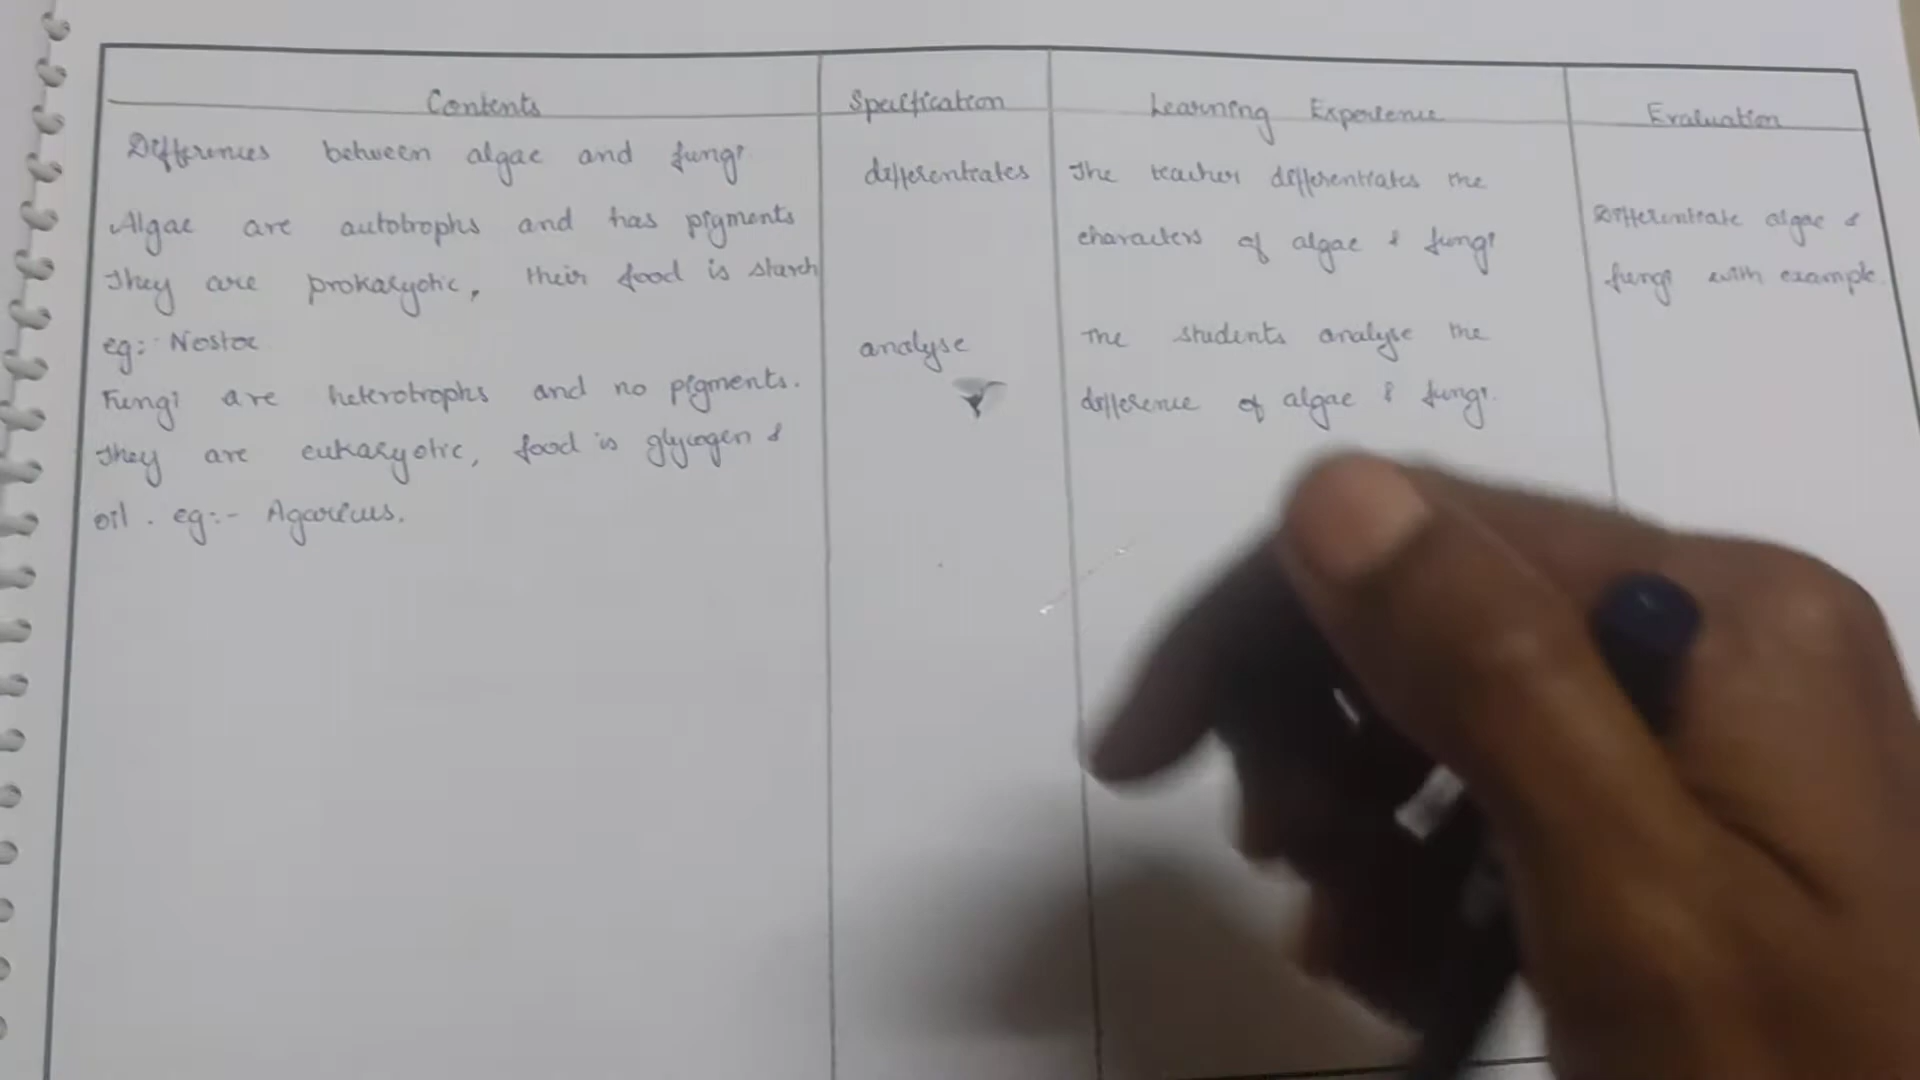 Contents
Specification
Learning Experience
Evaluation
Differences between algae and fungi
Algae are autotrophs and has pigments
They are prokaryotic, their food is starch
eg:- Nostoc
Fungi are heterotrophs and no pigments.
They are eukaryotic, food is glycogen &
oil. eg:- Agaricus.
differentiates
analyse
The teacher differentiates the
characters of algae & fungi
The students analyse the
difference of algae & fungi.
Differentiate algae &
fungi with example.